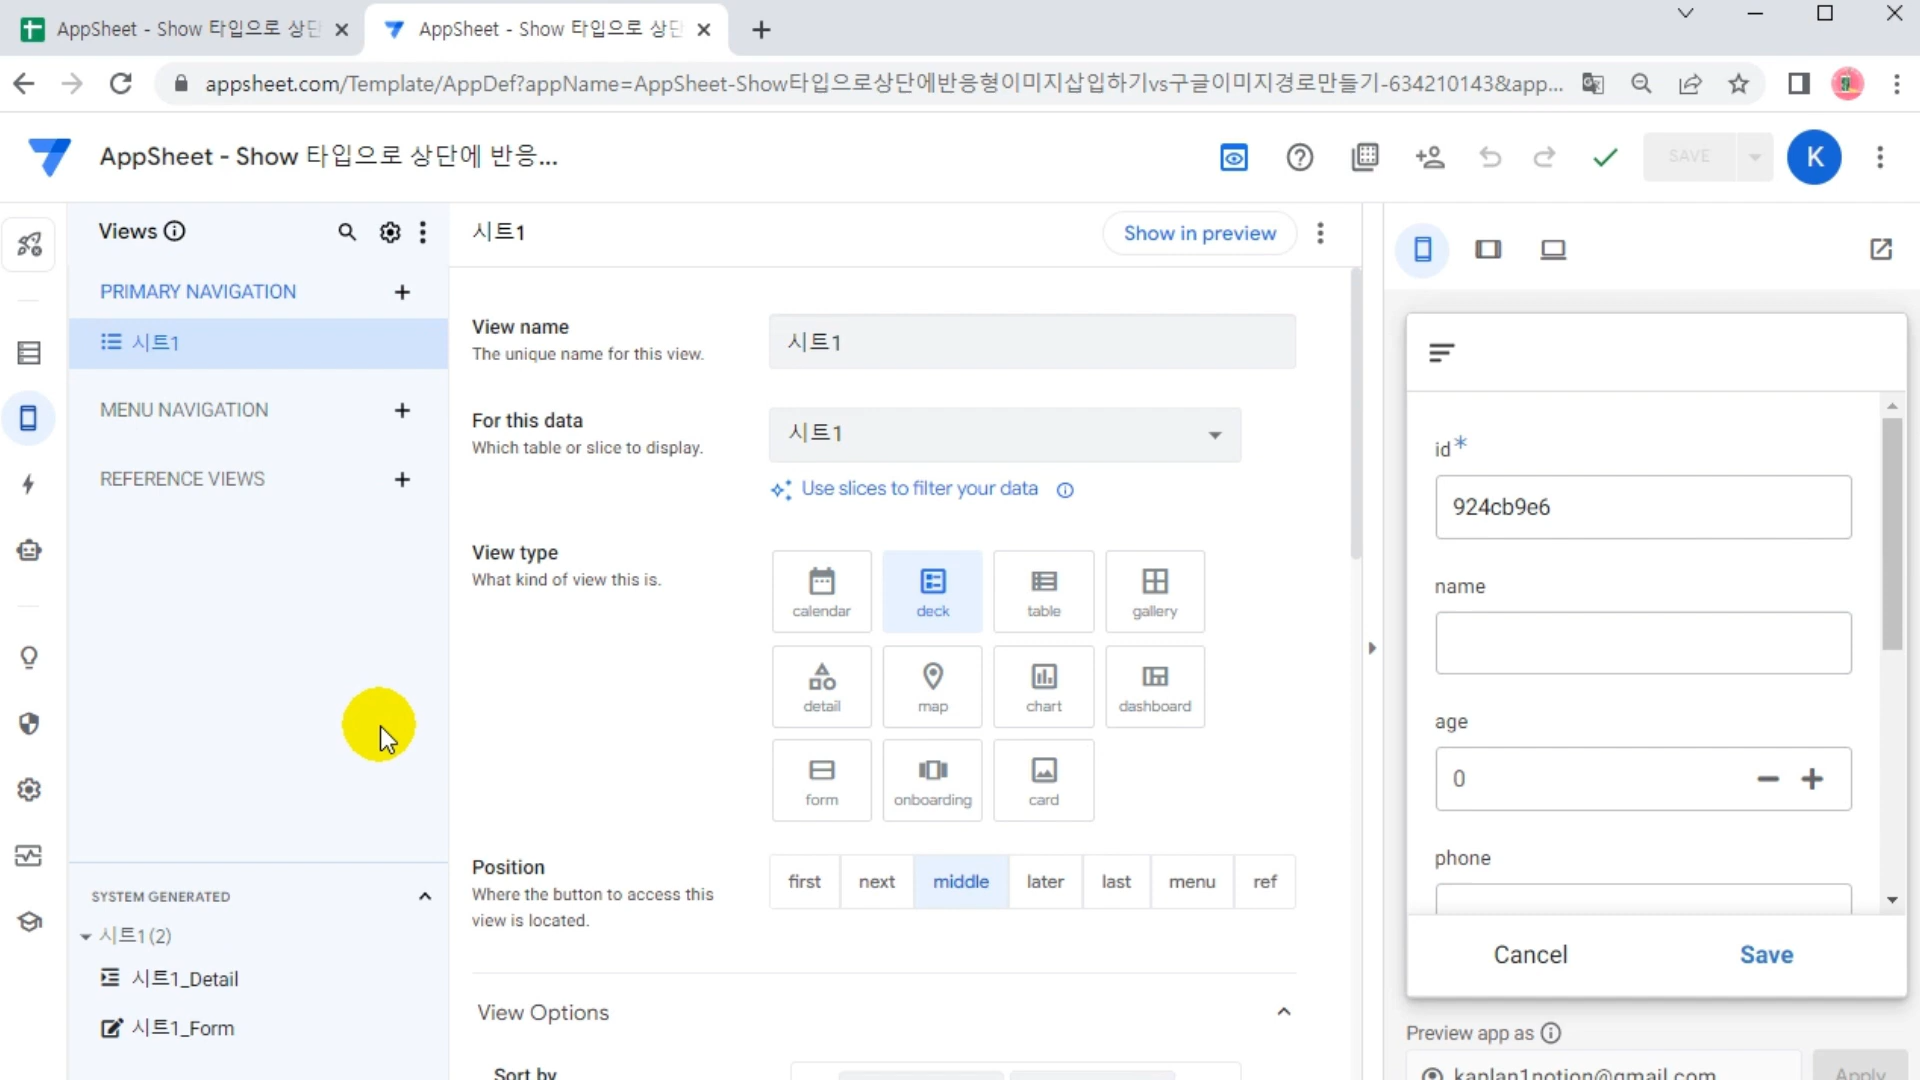 AppSheet - Show 타입으로 상단
AppSheet - Show 타입으로 상단
appsheet.com/Template/AppDef?appName=AppSheet-Show타입으로상단에반응형이미지삽입하기vs구글이미지경로만들기-634210143&app...
AppSheet - Show 타입으로 상단에 반응...
SAVE
K
Views
시트1
Show in preview
PRIMARY NAVIGATION
시트1
MENU NAVIGATION
REFERENCE VIEWS
View name
The unique name for this view.
시트1
For this data
Which table or slice to display.
시트1
Use slices to filter your data
View type
What kind of view this is.
calendar
deck
table
gallery
detail
map
chart
dashboard
form
onboarding
card
Position
Where the button to access this
view is located.
first
next
middle
later
last
menu
ref
View Options
Sort by
SYSTEM GENERATED
시트1 (2)
시트1_Detail
시트1_Form
id*
924cb9e6
name
age
0
phone
Cancel
Save
Preview app as
kaplan1notion@gmail.com
Apply